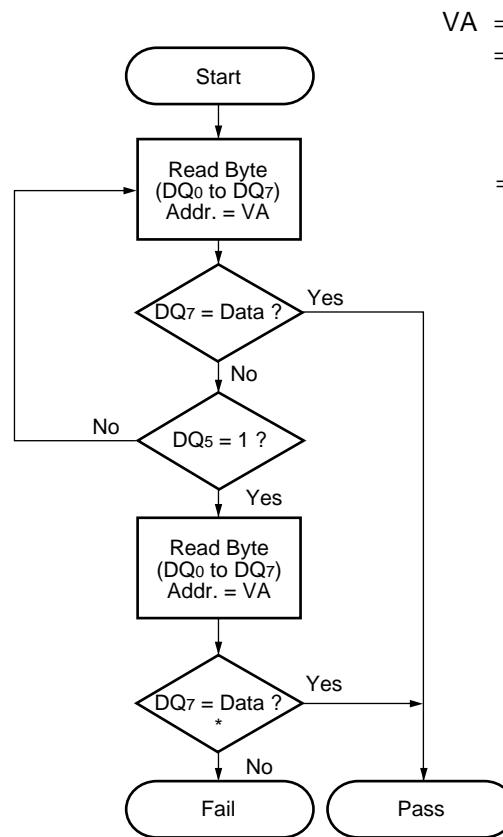 VA =
=
=
Start
Read Byte
(DQ0 to DQ7)
Addr. = VA
DQ7 = Data ?
Yes
No
DQ5 = 1 ?
No
Yes
Read Byte
(DQ0 to DQ7)
Addr. = VA
DQ7 = Data ?
*
Yes
No
Fail
Pass